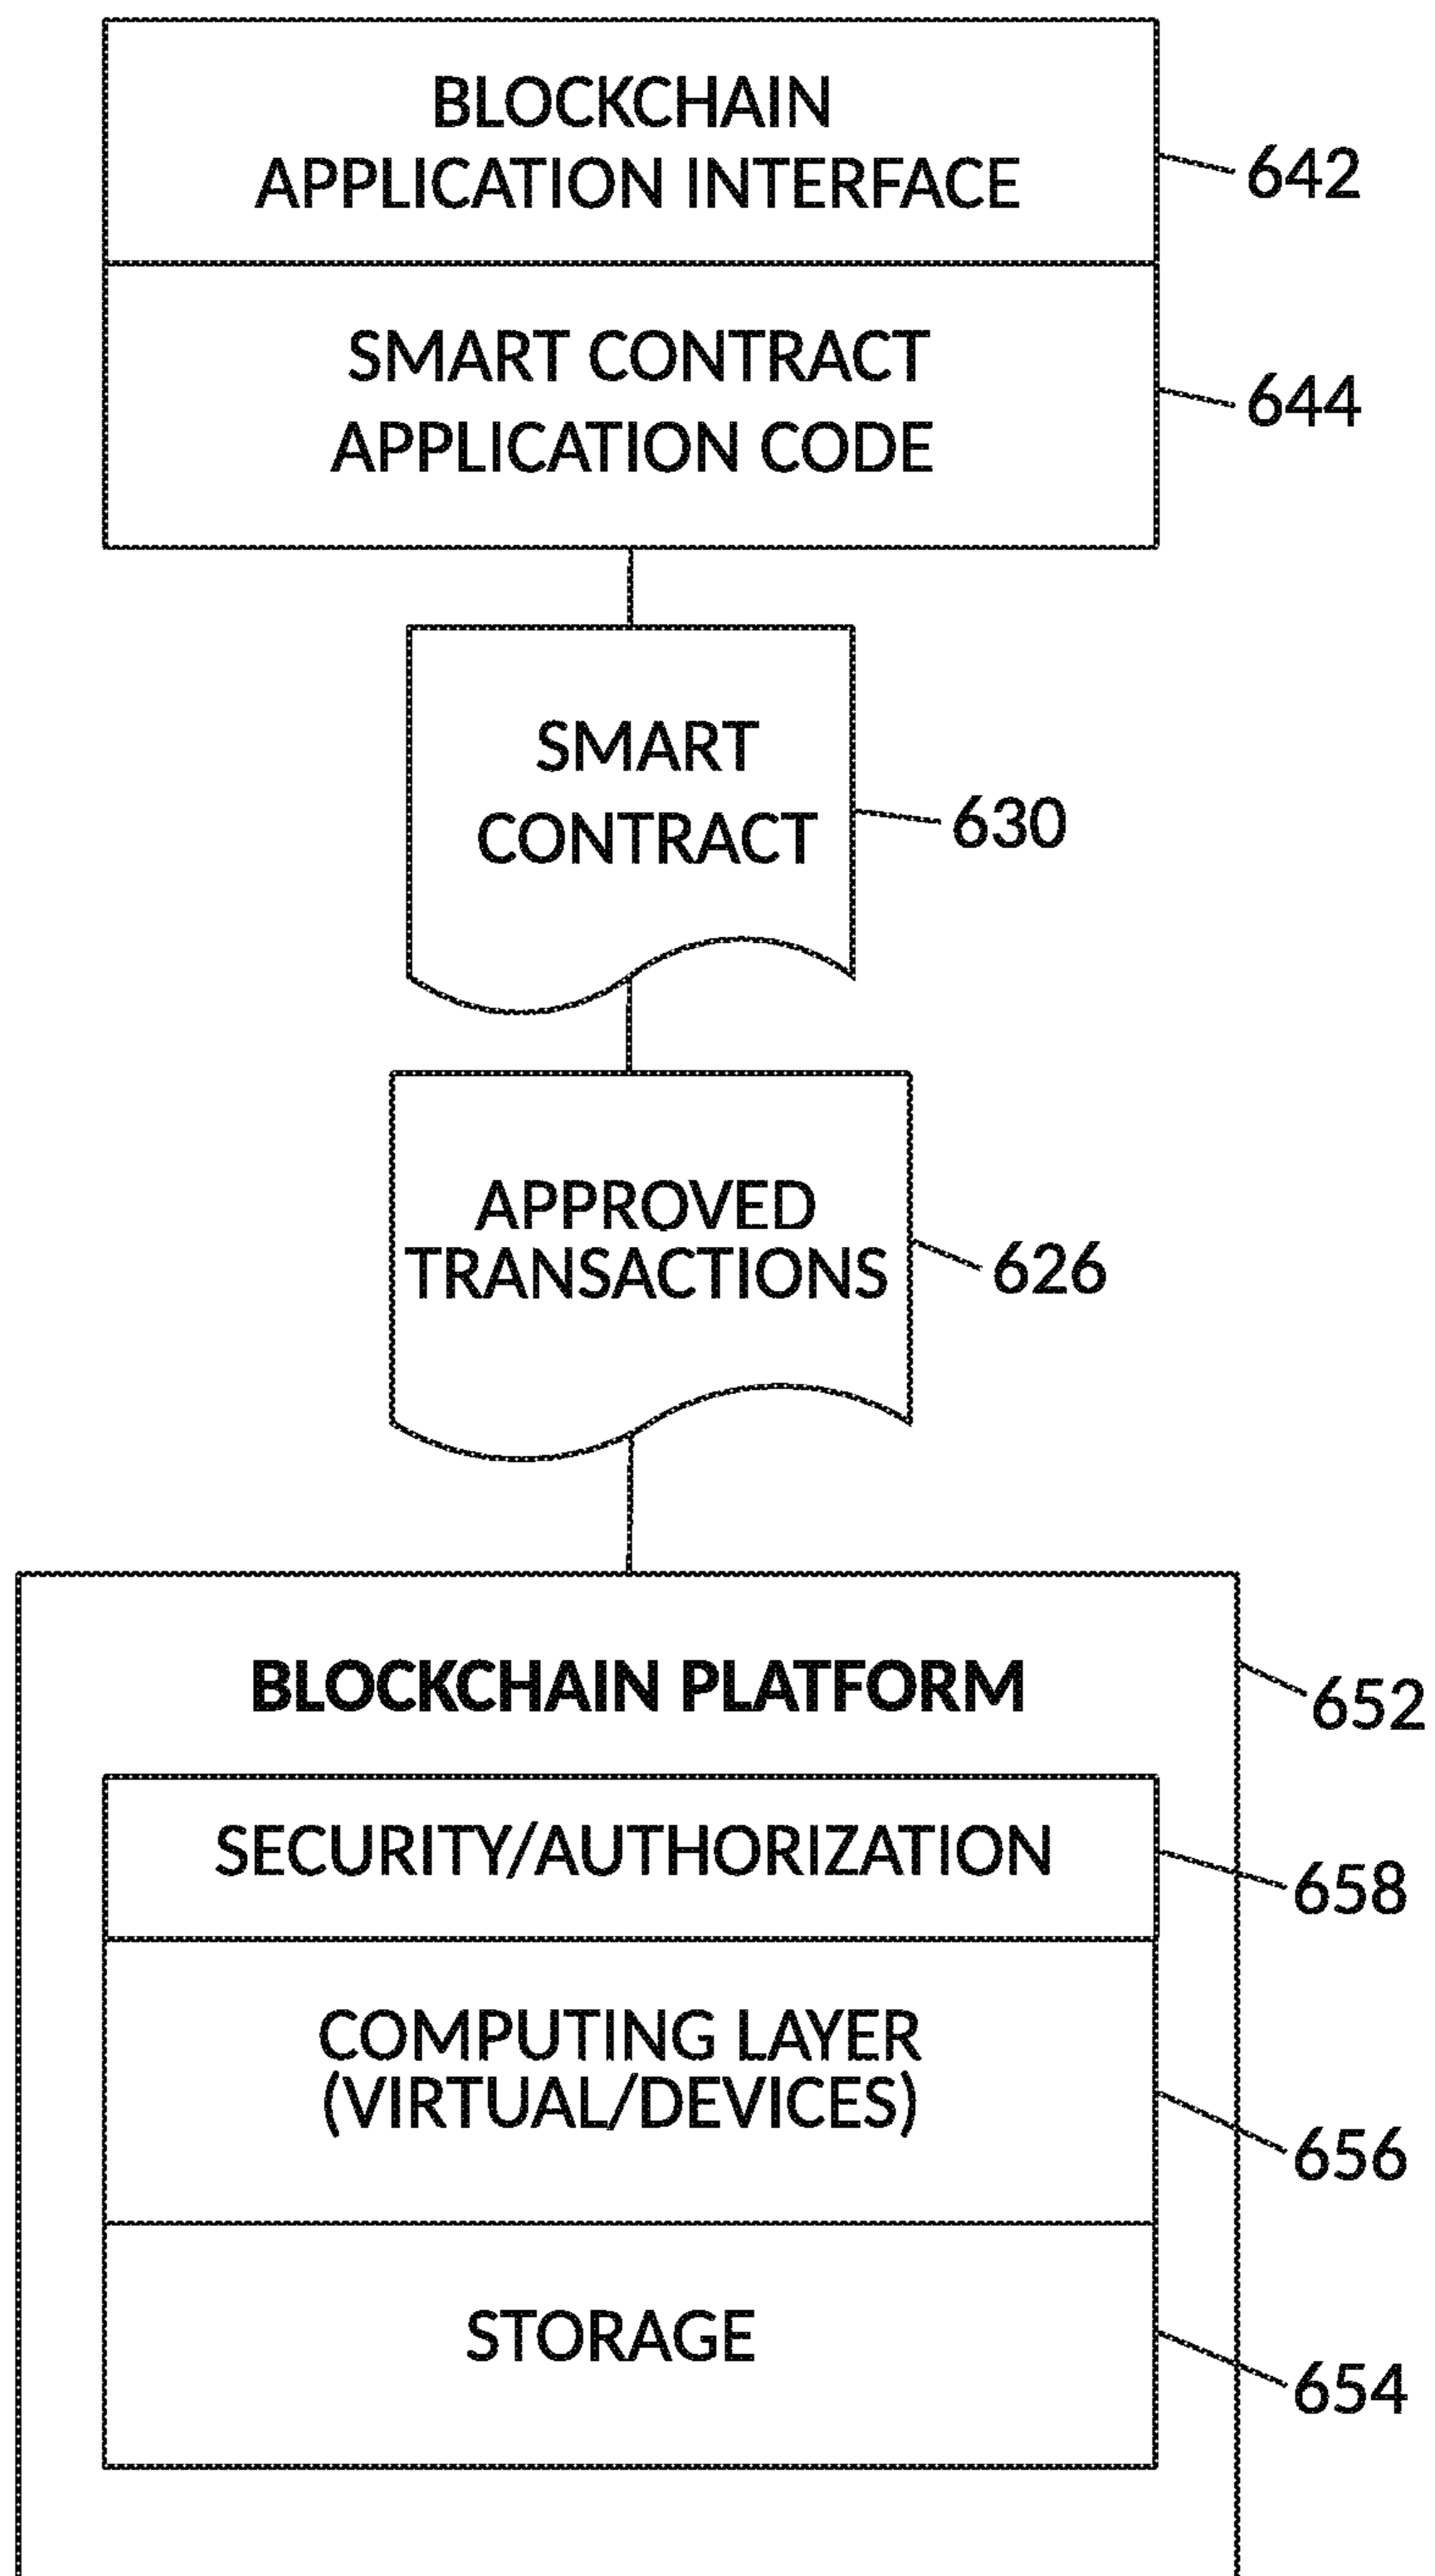 BLOCKCHAIN
APPLICATION INTERFACE
642
SMART CONTRACT
APPLICATION CODE
644
SMART
CONTRACT
630
APPROVED
TRANSACTIONS
626
BLOCKCHAIN PLATFORM
652
SECURITY/AUTHORIZATION
658
COMPUTING LAYER
(VIRTUAL/DEVICES)
656
STORAGE
654